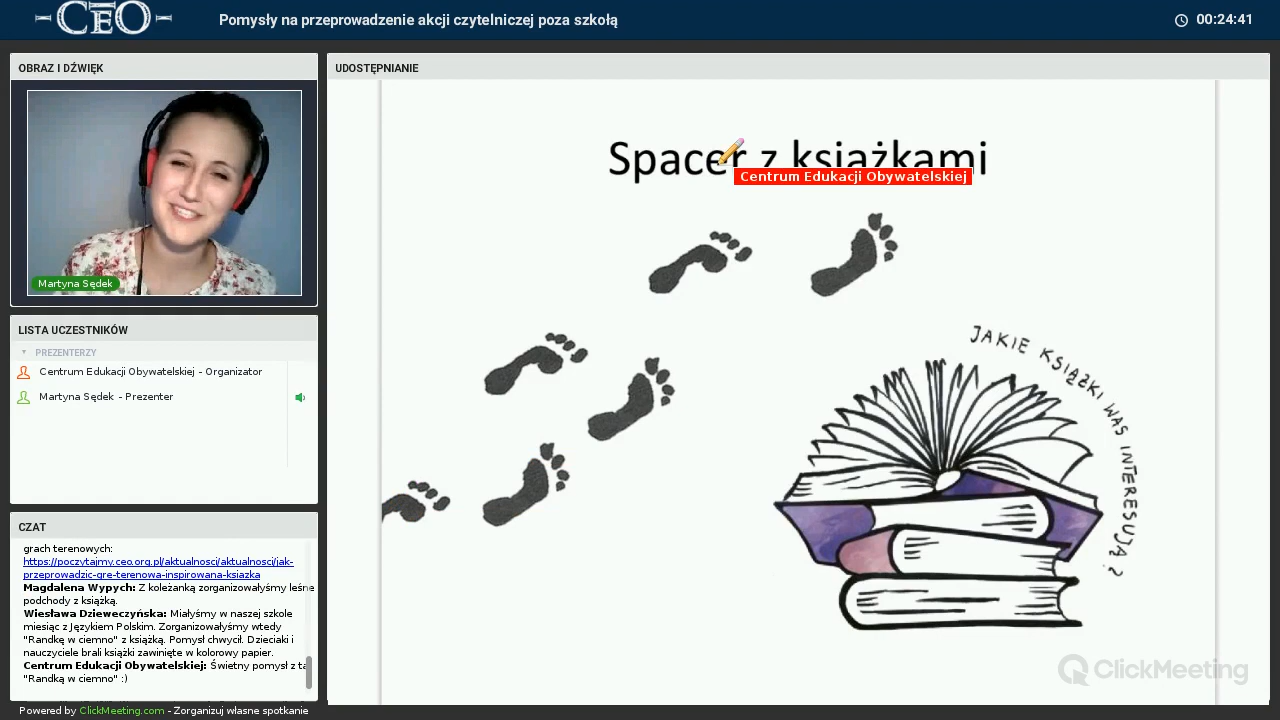 CEO
Pomysły na przeprowadzenie akcji czytelniczej poza szkołą
00:24:41
OBRAZ I DŹWIĘK
Martyna Sędek
LISTA UCZESTNIKÓW
PREZENTERZY
Centrum Edukacji Obywatelskiej - Organizator
Martyna Sędek - Prezenter
CZAT
grach terenowych:
https://poczytajmy.ceo.org.pl/aktualnosci/aktualnosci/jak-
przeprowadzic-gre-terenowa-inspirowana-ksiazka
Magdalena Wypych: Z koleżanką zorganizowałyśmy leśne
podchody z książką.
Wiesława Dzieweczyńska: Miałyśmy w naszej szkole
miesiąc z Językiem Polskim. Zorganizowałyśmy wtedy
"Randkę w ciemno" z książką. Pomysł chwycił. Dzieciaki i
nauczyciele brali książki zawinięte w kolorowy papier.
Centrum Edukacji Obywatelskiej: Świetny pomysł z tą
"Randką w ciemno" :)
Powered by ClickMeeting.com - Zorganizuj własne spotkanie
UDOSTĘPNIANIE
Spacer z książkami
Centrum Edukacji Obywatelskiej
JAKIE KSIĄŻKI WAS INTERESUJĄ?
ClickMeeting